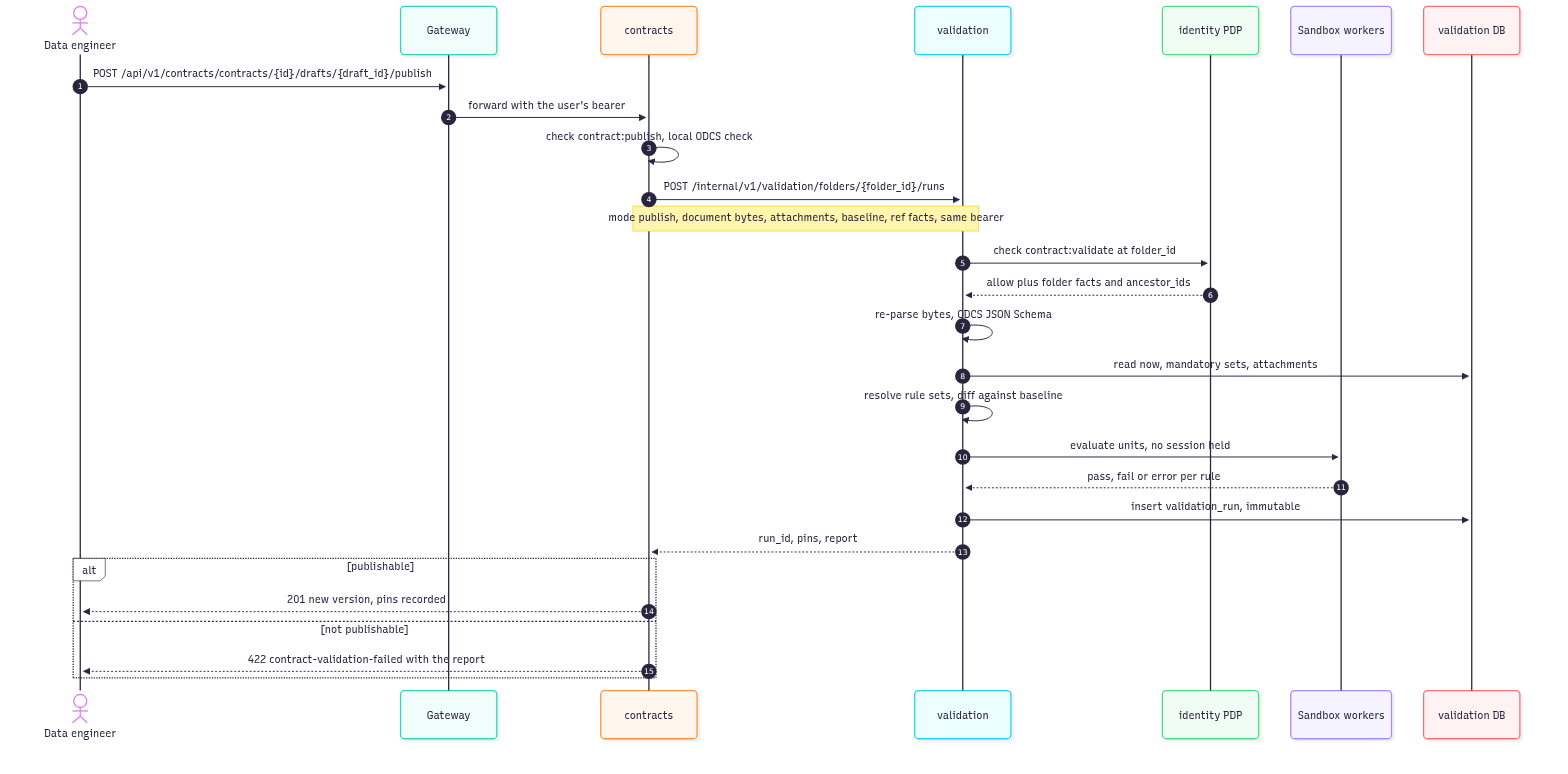 Data engineer
Gateway
contracts
validation
identity PDP
Sandbox workers
validation DB
POST /api/v1/contracts/contracts/{id}/drafts/{draft_id}/publish
1
forward with the user's bearer
2
check contract:publish, local ODCS check
3
POST /internal/v1/validation/folders/{folder_id}/runs
4
mode publish, document bytes, attachments, baseline, ref facts, same bearer
check contract:validate at folder_id
5
allow plus folder facts and ancestor_ids
6
re-parse bytes, ODCS JSON Schema
7
read now, mandatory sets, attachments
8
resolve rule sets, diff against baseline
9
evaluate units, no session held
10
pass, fail or error per rule
11
insert validation_run, immutable
12
run_id, pins, report
13
alt
[publishable]
201 new version, pins recorded
14
[not publishable]
422 contract-validation-failed with the report
15
Data engineer
Gateway
contracts
validation
identity PDP
Sandbox workers
validation DB